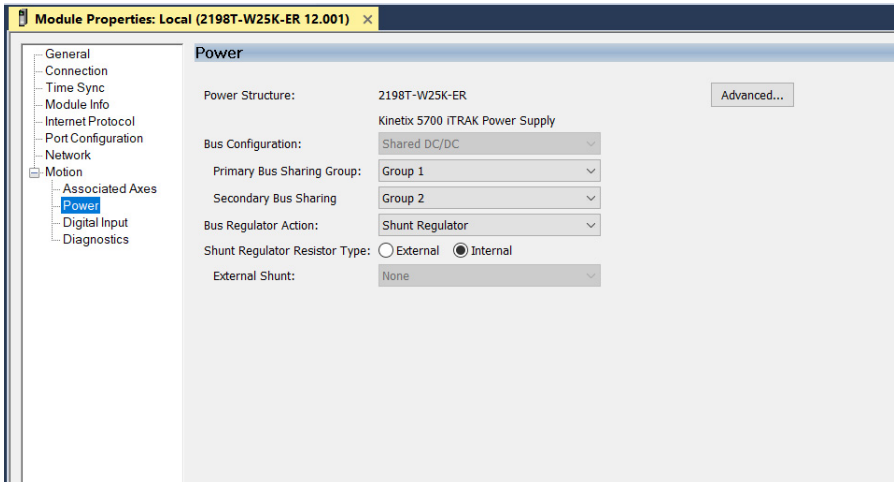 Module Properties: Local (2198T-W25K-ER 12.001) ×
General
Connection
Time Sync
Module Info
Internet Protocol
Port Configuration
Network
Motion
Associated Axes
Power
Digital Input
Diagnostics
Power
Power Structure: 2198T-W25K-ER Advanced...
Kinetix 5700 iTRAK Power Supply
Bus Configuration: Shared DC/DC
Primary Bus Sharing Group: Group 1
Secondary Bus Sharing Group 2
Bus Regulator Action: Shunt Regulator
Shunt Regulator Resistor Type: External Internal
External Shunt: None